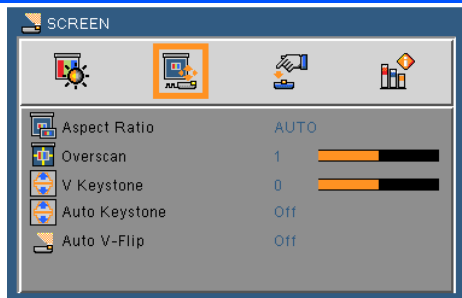 SCREEN
Aspect Ratio AUTO
Overscan 1
V Keystone 0
Auto Keystone Off
Auto V-Flip Off